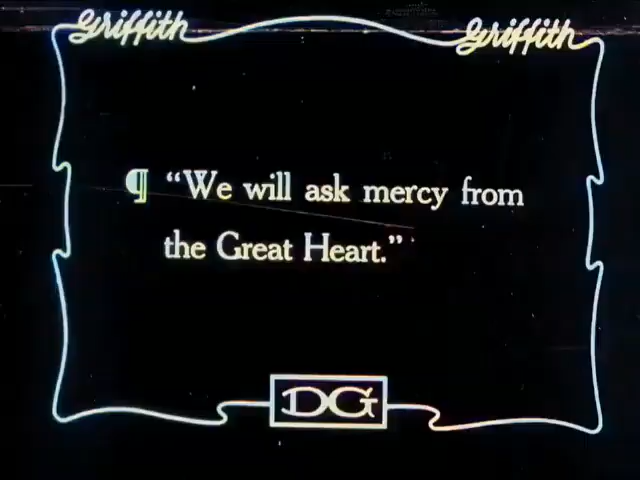 Griffith Griffith
¶ “We will ask mercy from
the Great Heart.”
DG